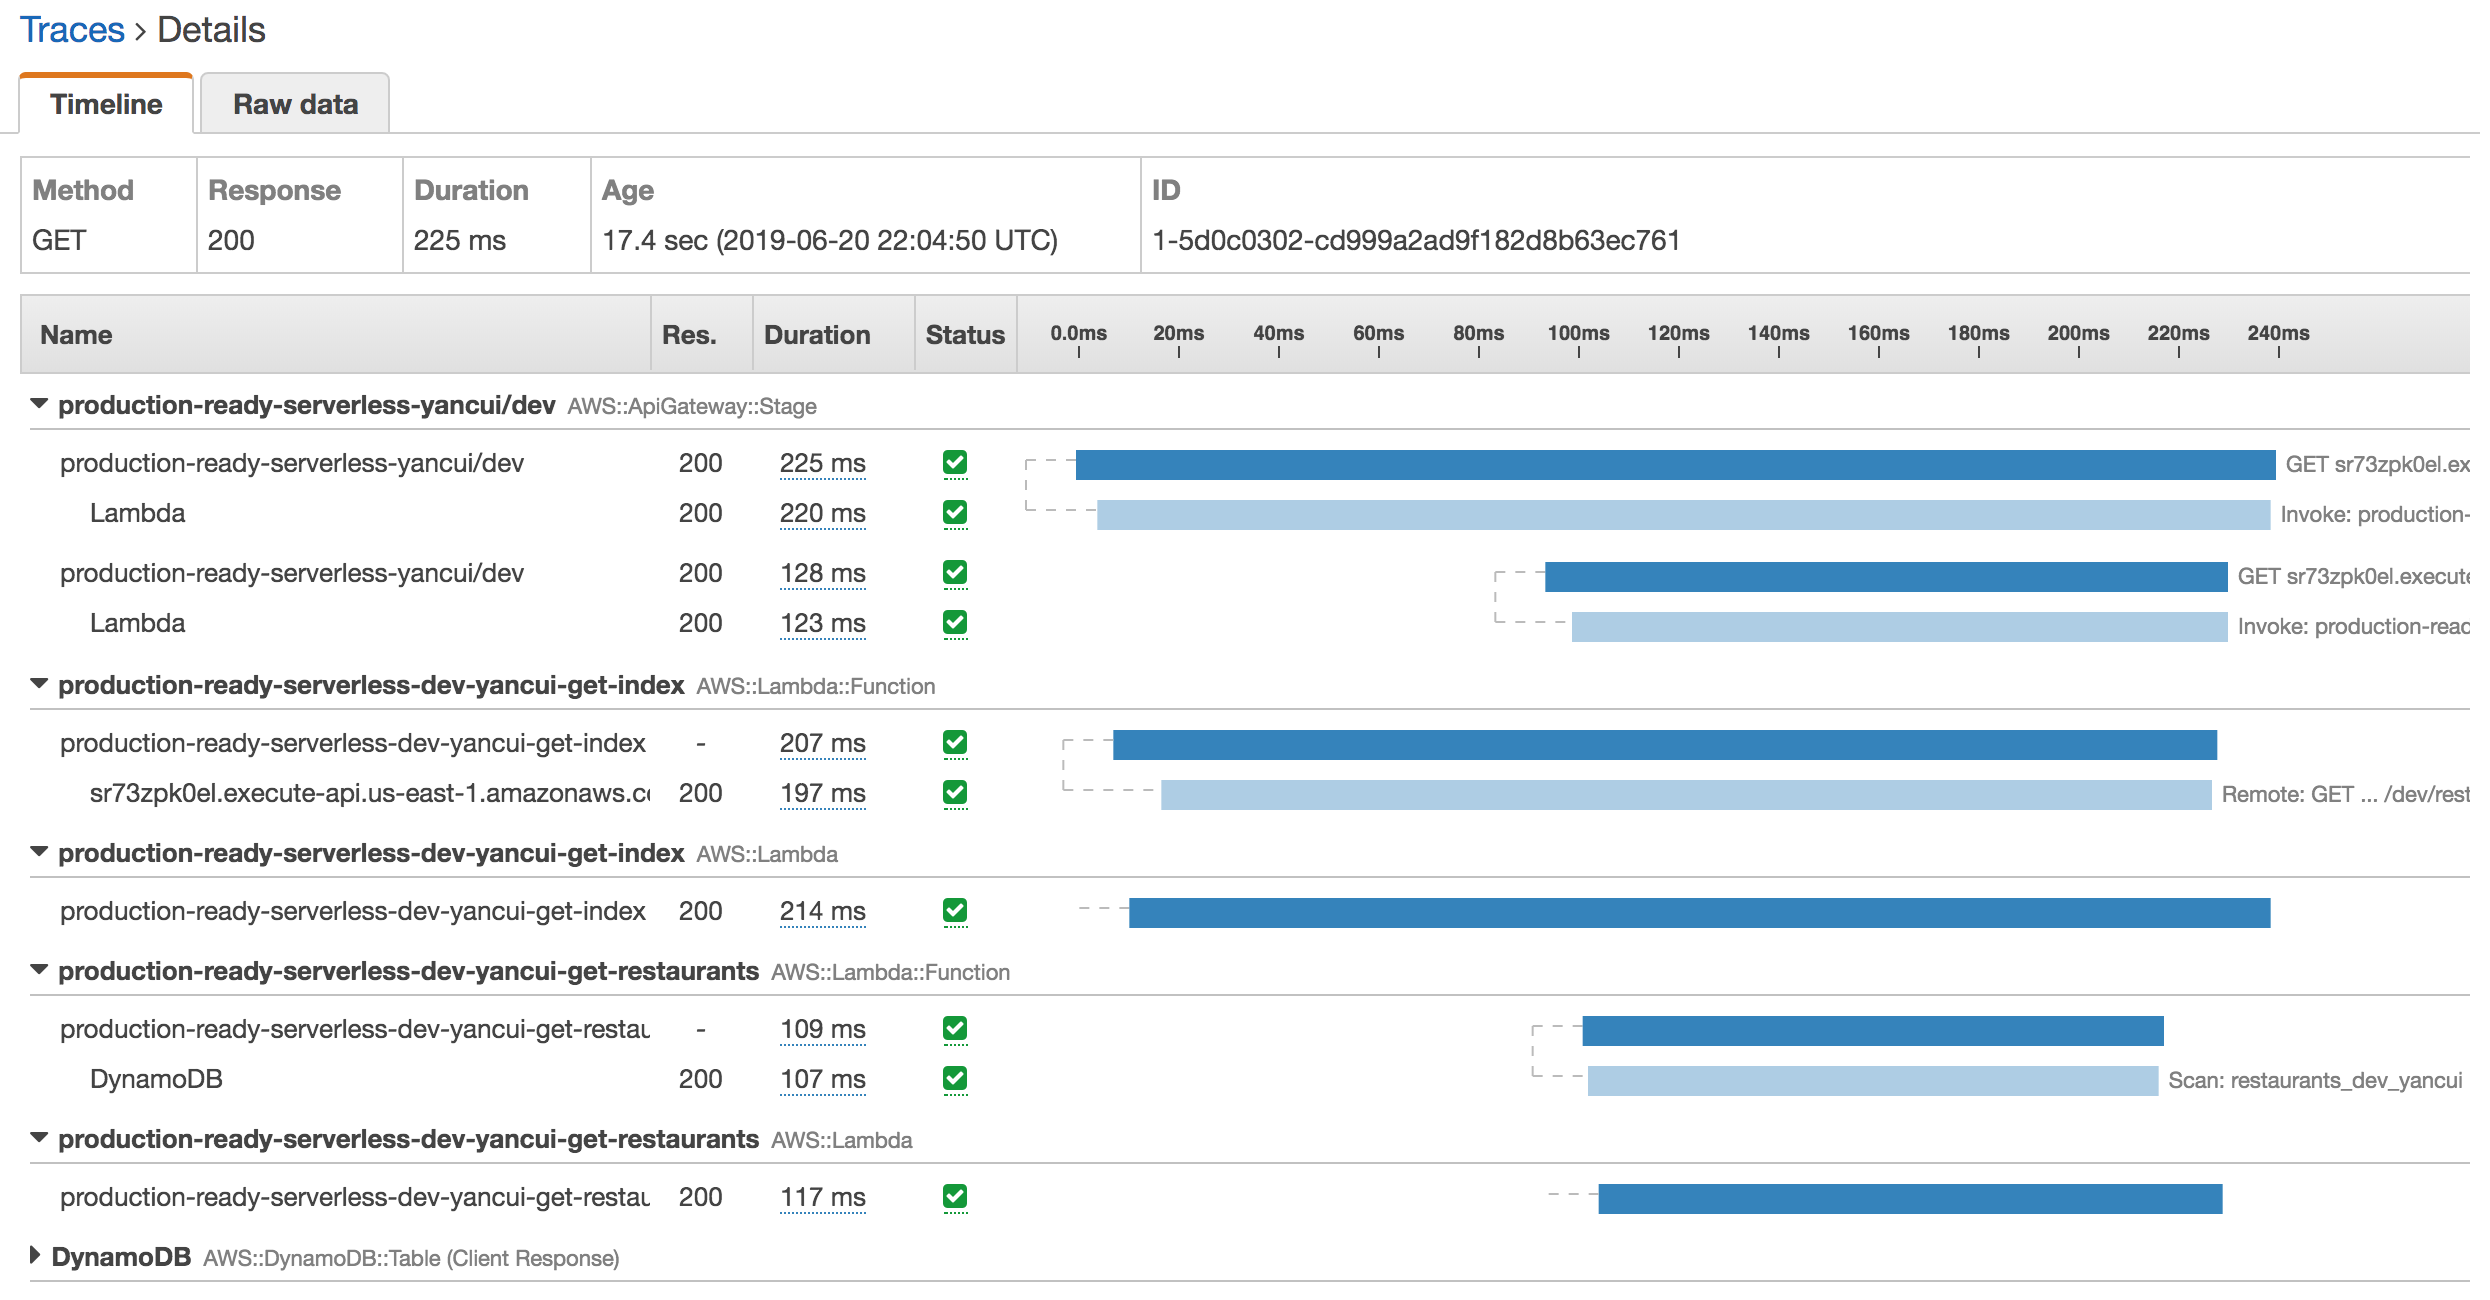 Traces > Details
Timeline Raw data
Method Response Duration Age ID
GET 200 225 ms 17.4 sec (2019-06-20 22:04:50 UTC) 1-5d0c0302-cd999a2ad9f182d8b63ec761
Name Res. Duration Status 0.0ms 20ms 40ms 60ms 80ms 100ms 120ms 140ms 160ms 180ms 200ms 220ms 240ms
production-ready-serverless-yancui/dev AWS::ApiGateway::Stage
production-ready-serverless-yancui/dev 200 225 ms GET sr73zpk0el.ex
Lambda 200 220 ms Invoke: production-
production-ready-serverless-yancui/dev 200 128 ms GET sr73zpk0el.execute
Lambda 200 123 ms Invoke: production-reac
production-ready-serverless-dev-yancui-get-index AWS::Lambda::Function
production-ready-serverless-dev-yancui-get-index - 207 ms
sr73zpk0el.execute-api.us-east-1.amazonaws.co 200 197 ms Remote: GET ... /dev/rest
production-ready-serverless-dev-yancui-get-index AWS::Lambda
production-ready-serverless-dev-yancui-get-index 200 214 ms
production-ready-serverless-dev-yancui-get-restaurants AWS::Lambda::Function
production-ready-serverless-dev-yancui-get-restau - 109 ms
DynamoDB 200 107 ms Scan: restaurants_dev_yancui
production-ready-serverless-dev-yancui-get-restaurants AWS::Lambda
production-ready-serverless-dev-yancui-get-restau 200 117 ms
DynamoDB AWS::DynamoDB::Table (Client Response)